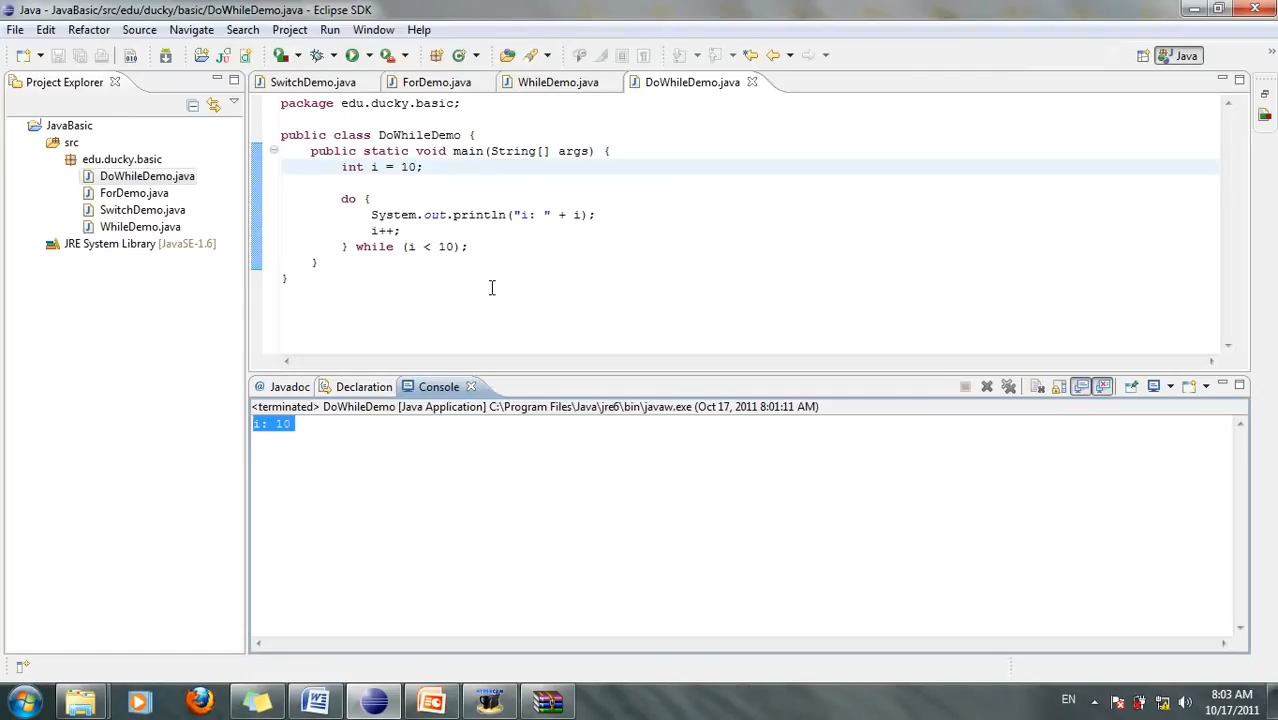 Java - JavaBasic/src/edu/ducky/basic/DoWhileDemo.java - Eclipse SDK
File Edit Refactor Source Navigate Search Project Run Window Help
Java
Project Explorer
SwitchDemo.java ForDemo.java WhileDemo.java DoWhileDemo.java
JavaBasic
src
edu.ducky.basic
DoWhileDemo.java
ForDemo.java
SwitchDemo.java
WhileDemo.java
JRE System Library [JavaSE-1.6]
package edu.ducky.basic;
public class DoWhileDemo {
public static void main(String[] args) {
int i = 10;
do {
System.out.println("i: " + i);
i++;
} while (i < 10);
}
}
@ Javadoc Declaration Console
<terminated> DoWhileDemo [Java Application] C:\Program Files\Java\jre6\bin\javaw.exe (Oct 17, 2011 8:01:11 AM)
i: 10
HYPERCAM
EN
8:03 AM
10/17/2011